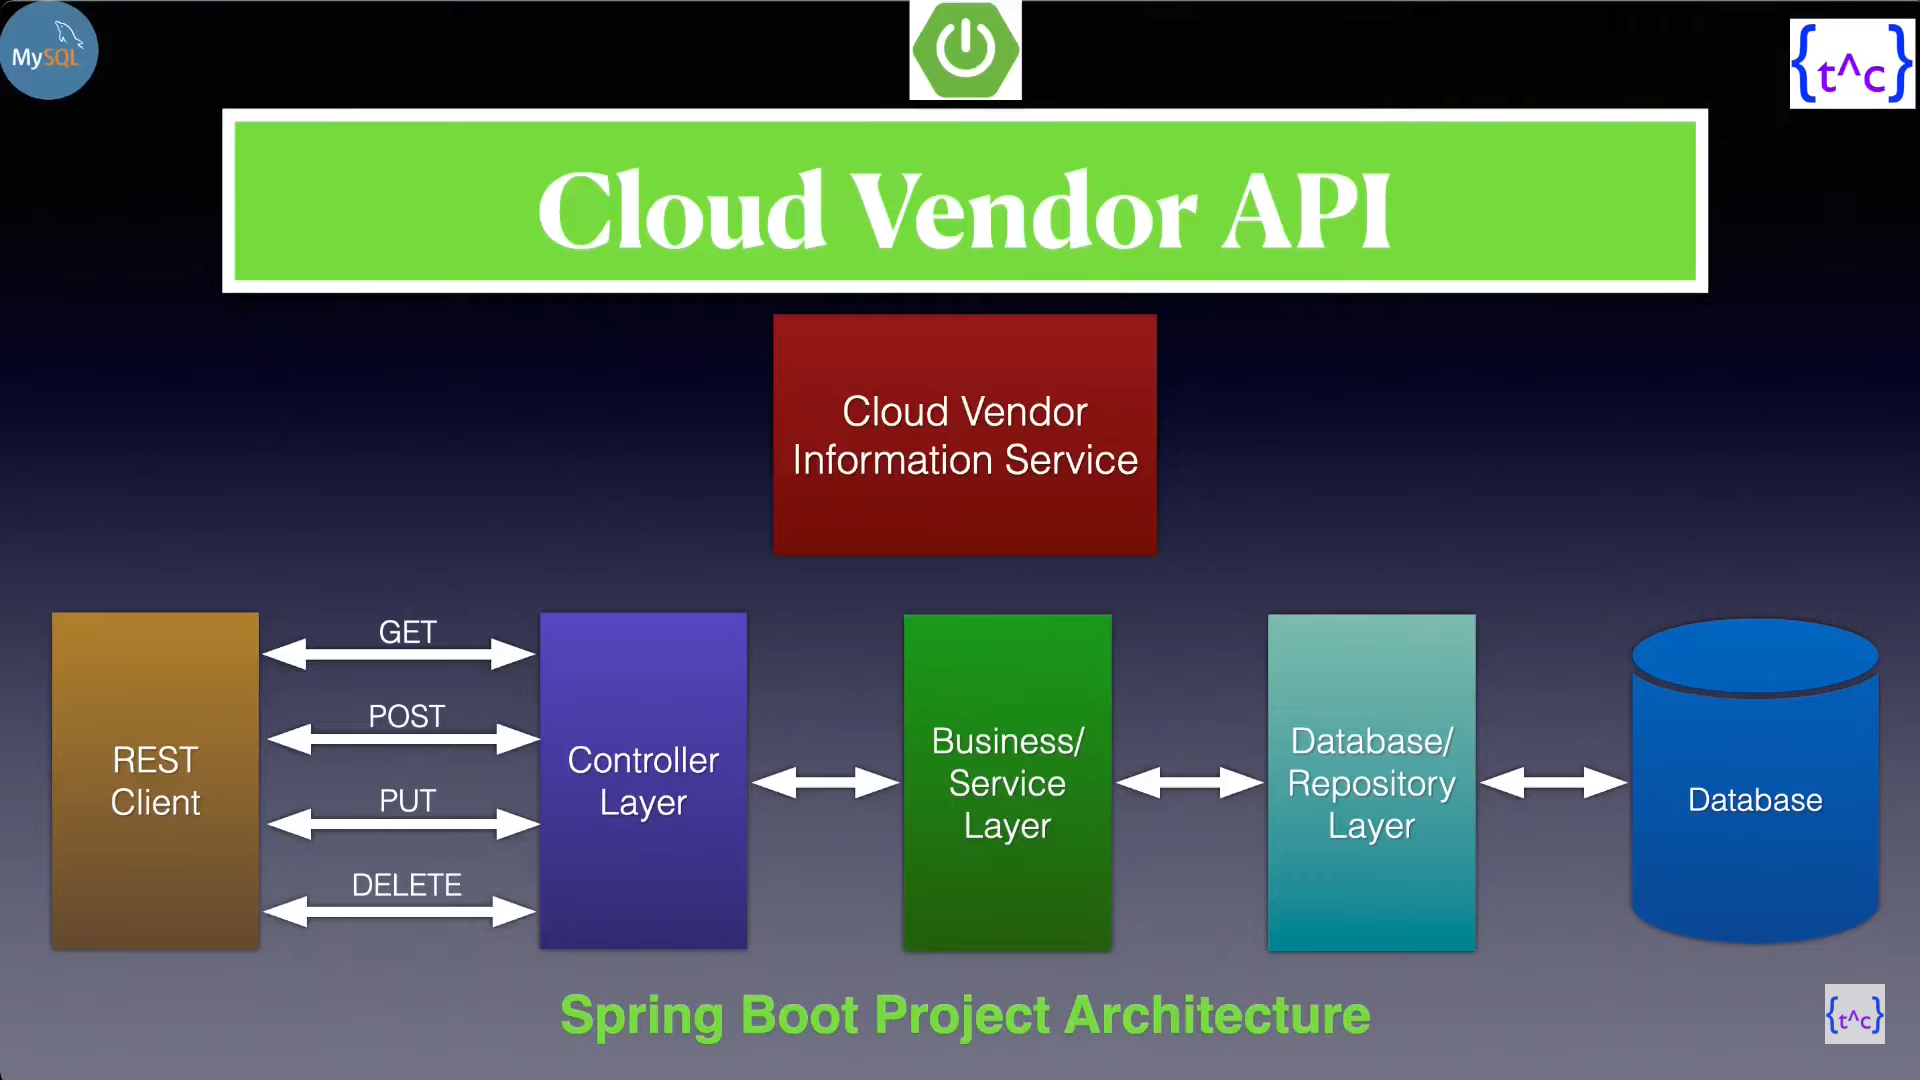 MySQL
{t^c}
Cloud Vendor API
Cloud Vendor
Information Service
GET
POST
PUT
DELETE
REST
Client
Controller
Layer
Business/
Service
Layer
Database/
Repository
Layer
Database
Spring Boot Project Architecture
{t^c}